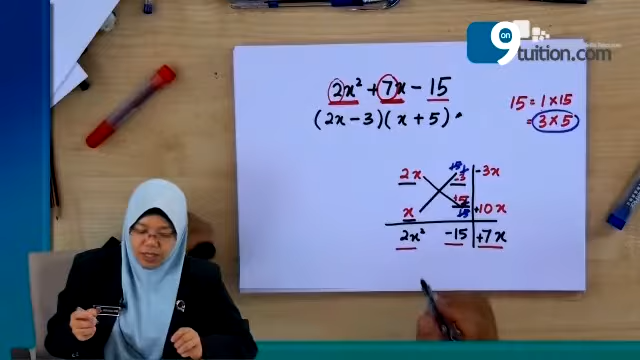 9
on
tuition.com
2x² + 7x - 15
(2x - 3)(x + 5)
15 = 1 × 15
= 3 × 5
2x -3 -3x
x +10x
2x² -15 +7x